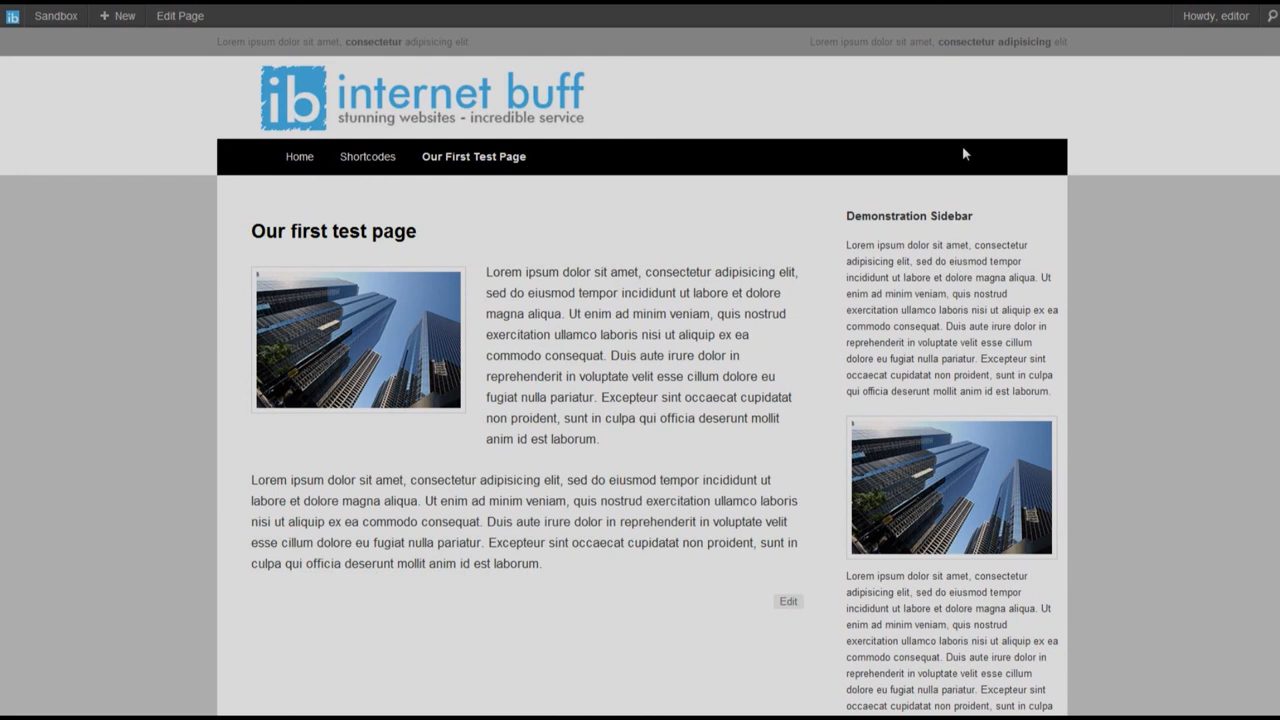 ib Sandbox + New Edit Page Howdy, editor
Lorem ipsum dolor sit amet, consectetur adipisicing elit
Lorem ipsum dolor sit amet, consectetur adipisicing elit
ib internet buff
stunning websites - incredible service
Home Shortcodes Our First Test Page
Our first test page
Lorem ipsum dolor sit amet, consectetur adipisicing elit,
sed do eiusmod tempor incididunt ut labore et dolore
magna aliqua. Ut enim ad minim veniam, quis nostrud
exercitation ullamco laboris nisi ut aliquip ex ea
commodo consequat. Duis aute irure dolor in
reprehenderit in voluptate velit esse cillum dolore eu
fugiat nulla pariatur. Excepteur sint occaecat cupidatat
non proident, sunt in culpa qui officia deserunt mollit
anim id est laborum.
Lorem ipsum dolor sit amet, consectetur adipisicing elit, sed do eiusmod tempor incididunt ut
labore et dolore magna aliqua. Ut enim ad minim veniam, quis nostrud exercitation ullamco laboris
nisi ut aliquip ex ea commodo consequat. Duis aute irure dolor in reprehenderit in voluptate velit
esse cillum dolore eu fugiat nulla pariatur. Excepteur sint occaecat cupidatat non proident, sunt in
culpa qui officia deserunt mollit anim id est laborum.
Edit
Demonstration Sidebar
Lorem ipsum dolor sit amet, consectetur
adipisicing elit, sed do eiusmod tempor
incididunt ut labore et dolore magna aliqua. Ut
enim ad minim veniam, quis nostrud
exercitation ullamco laboris nisi ut aliquip ex ea
commodo consequat. Duis aute irure dolor in
reprehenderit in voluptate velit esse cillum
dolore eu fugiat nulla pariatur. Excepteur sint
occaecat cupidatat non proident, sunt in culpa
qui officia deserunt mollit anim id est laborum.
Lorem ipsum dolor sit amet, consectetur
adipisicing elit, sed do eiusmod tempor
incididunt ut labore et dolore magna aliqua. Ut
enim ad minim veniam, quis nostrud
exercitation ullamco laboris nisi ut aliquip ex ea
commodo consequat. Duis aute irure dolor in
reprehenderit in voluptate velit esse cillum
dolore eu fugiat nulla pariatur. Excepteur sint
occaecat cupidatat non proident, sunt in culpa